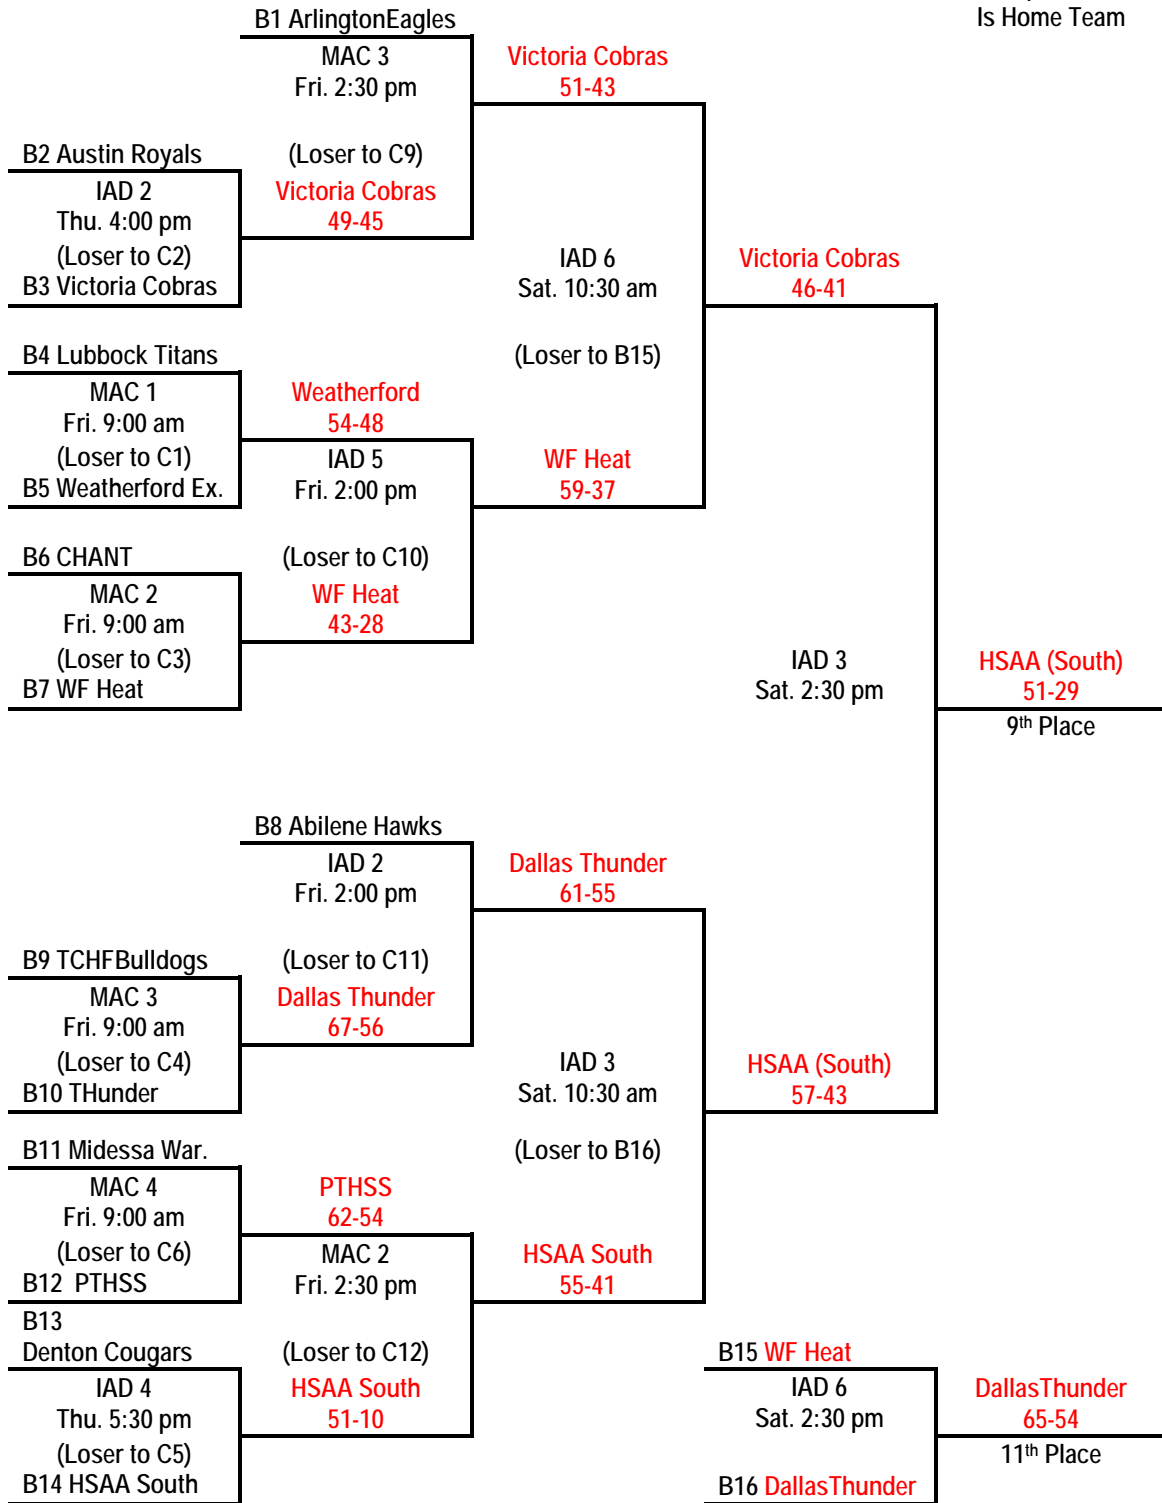 Is Home Team
B1 ArlingtonEagles
MAC 3
Fri. 2:30 pm
Victoria Cobras
51-43
B2 Austin Royals
(Loser to C9)
IAD 2
Thu. 4:00 pm
(Loser to C2)
Victoria Cobras
49-45
B3 Victoria Cobras
IAD 6
Sat. 10:30 am
Victoria Cobras
46-41
B4 Lubbock Titans
(Loser to B15)
MAC 1
Fri. 9:00 am
(Loser to C1)
Weatherford
54-48
B5 Weatherford Ex.
IAD 5
Fri. 2:00 pm
WF Heat
59-37
B6 CHANT
(Loser to C10)
MAC 2
Fri. 9:00 am
(Loser to C3)
WF Heat
43-28
B7 WF Heat
IAD 3
Sat. 2:30 pm
HSAA (South)
51-29
9th Place
B8 Abilene Hawks
IAD 2
Fri. 2:00 pm
Dallas Thunder
61-55
B9 TCHFBulldogs
(Loser to C11)
MAC 3
Fri. 9:00 am
(Loser to C4)
Dallas Thunder
67-56
B10 THunder
IAD 3
Sat. 10:30 am
HSAA (South)
57-43
B11 Midessa War.
(Loser to B16)
MAC 4
Fri. 9:00 am
(Loser to C6)
PTHSS
62-54
B12 PTHSS
MAC 2
Fri. 2:30 pm
HSAA South
55-41
B13
Denton Cougars
(Loser to C12)
IAD 4
Thu. 5:30 pm
(Loser to C5)
HSAA South
51-10
B14 HSAA South
B15 WF Heat
IAD 6
Sat. 2:30 pm
DallasThunder
65-54
11th Place
B16 DallasThunder